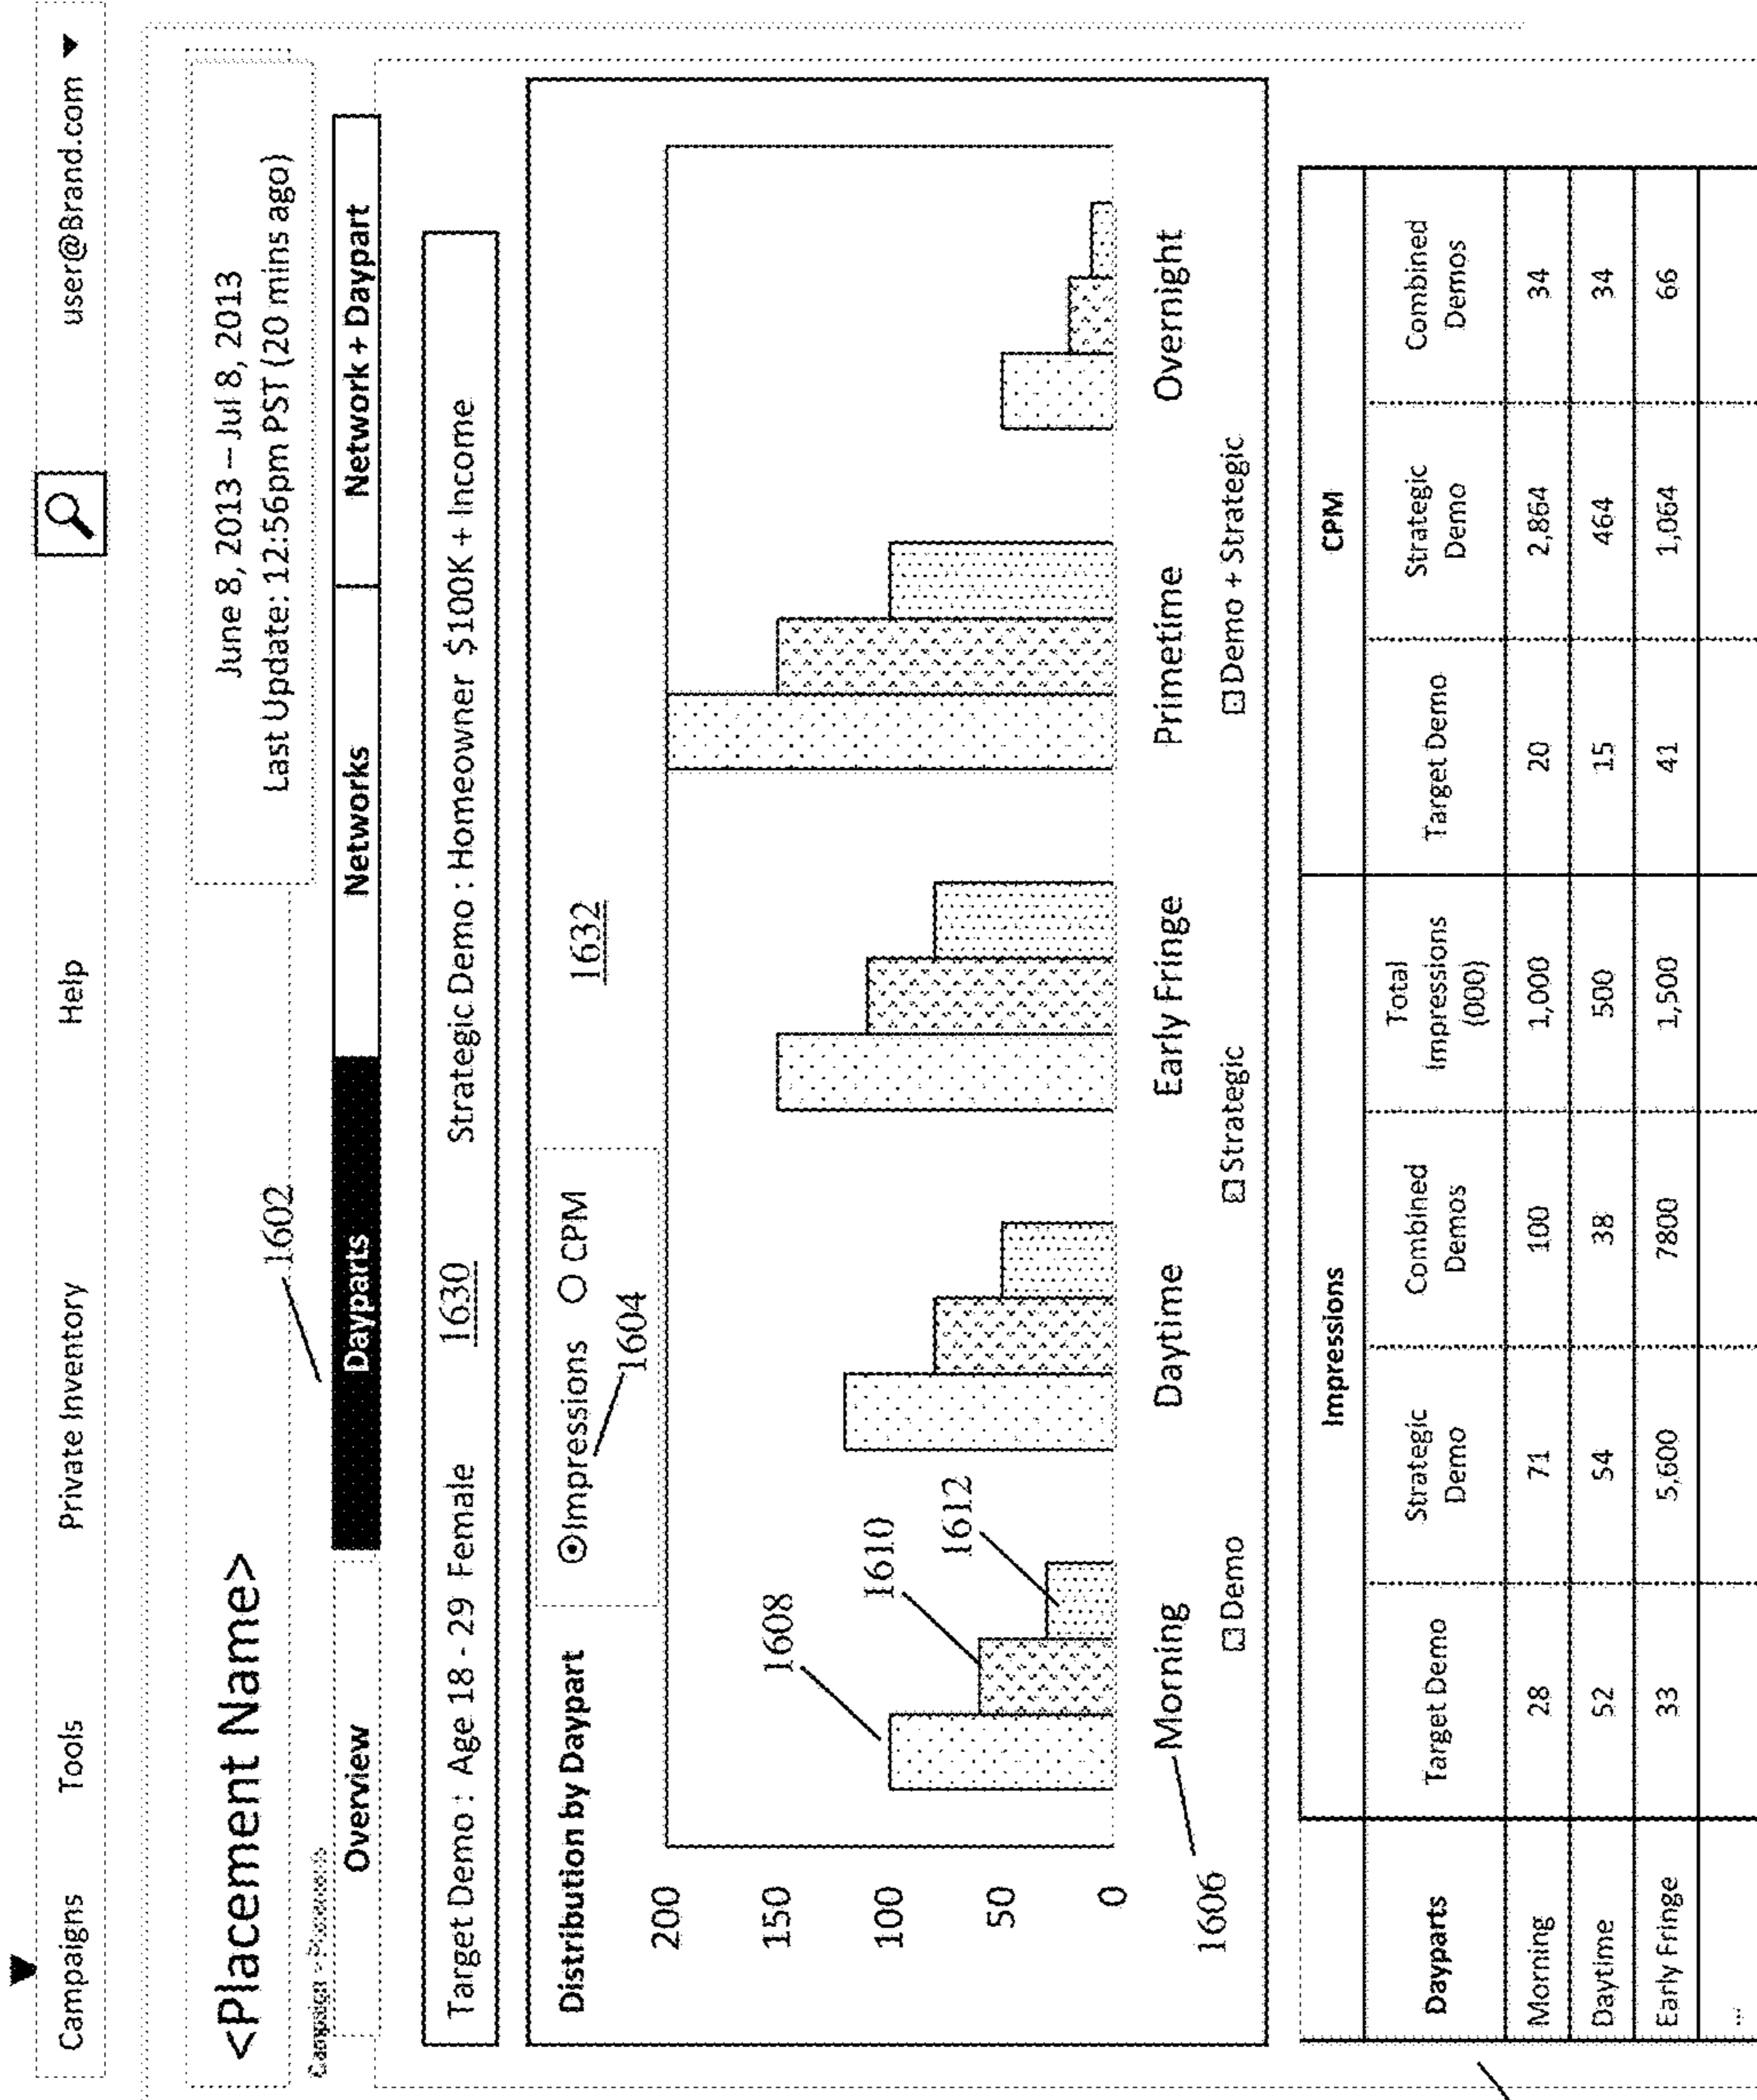 Campaigns Tools Private Inventory Help user@Brand.com
<Placement Name>
June 8, 2013 – Jul 8, 2013
Last Update: 12:56pm PST (20 mins ago)
1602
Overview Dayparts Networks Network + Daypart
Target Demo : Age 18 - 29 Female 1630 Strategic Demo : Homeowner $100K + Income
Distribution by Daypart Impressions CPM 1632
1604
200
150
100
50
0
1608
1610
1612
1606
Morning Daytime Early Fringe Primetime Overnight
Demo Strategic Demo + Strategic
Impressions CPM
Dayparts Target Demo Strategic Demo Combined Demos Total Impressions (000) Target Demo Strategic Demo Combined Demos
Morning 28 71 100 1,000 20 2,864 34
Daytime 52 54 38 500 15 464 34
Early Fringe 33 5,600 7800 1,500 41 1,064 66
...